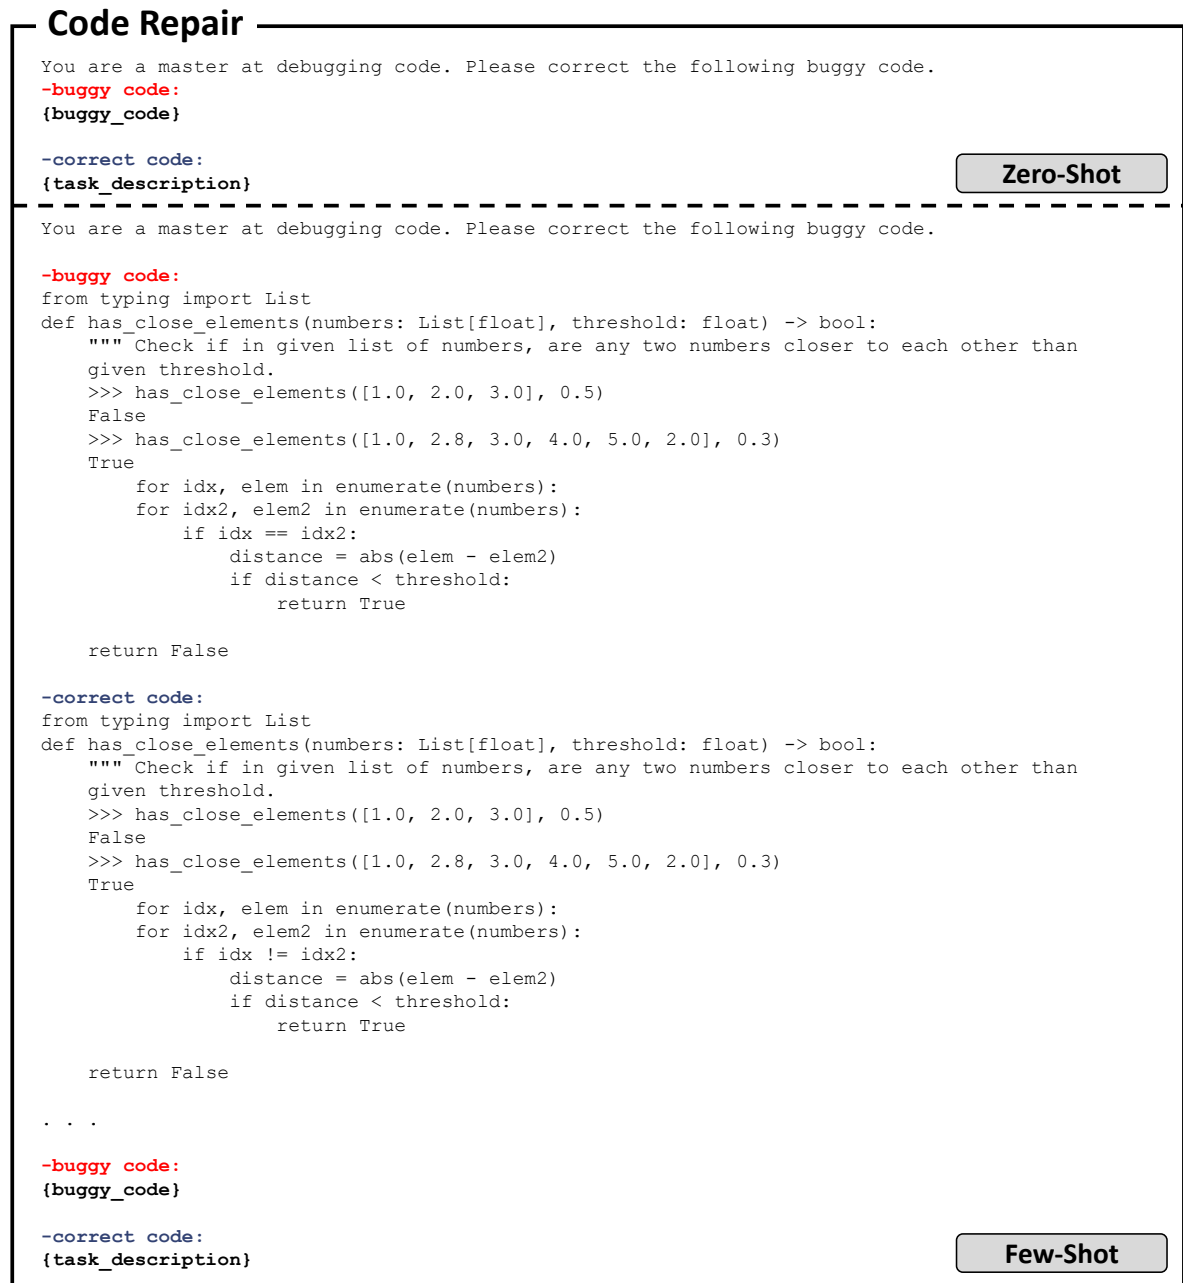 Code Repair
You are a master at debugging code. Please correct the following buggy code.
-buggy code:
{buggy_code}
-correct code:
{task_description}
Zero-Shot
You are a master at debugging code. Please correct the following buggy code.
-buggy code:
from typing import List
def has_close_elements(numbers: List[float], threshold: float) -> bool:
    """ Check if in given list of numbers, are any two numbers closer to each other than
    given threshold.
    >>> has_close_elements([1.0, 2.0, 3.0], 0.5)
    False
    >>> has_close_elements([1.0, 2.8, 3.0, 4.0, 5.0, 2.0], 0.3)
    True
        for idx, elem in enumerate(numbers):
        for idx2, elem2 in enumerate(numbers):
            if idx == idx2:
                distance = abs(elem - elem2)
                if distance < threshold:
                    return True
    return False
-correct code:
from typing import List
def has_close_elements(numbers: List[float], threshold: float) -> bool:
    """ Check if in given list of numbers, are any two numbers closer to each other than
    given threshold.
    >>> has_close_elements([1.0, 2.0, 3.0], 0.5)
    False
    >>> has_close_elements([1.0, 2.8, 3.0, 4.0, 5.0, 2.0], 0.3)
    True
        for idx, elem in enumerate(numbers):
        for idx2, elem2 in enumerate(numbers):
            if idx != idx2:
                distance = abs(elem - elem2)
                if distance < threshold:
                    return True
    return False
. . .
-buggy code:
{buggy_code}
-correct code:
{task_description}
Few-Shot